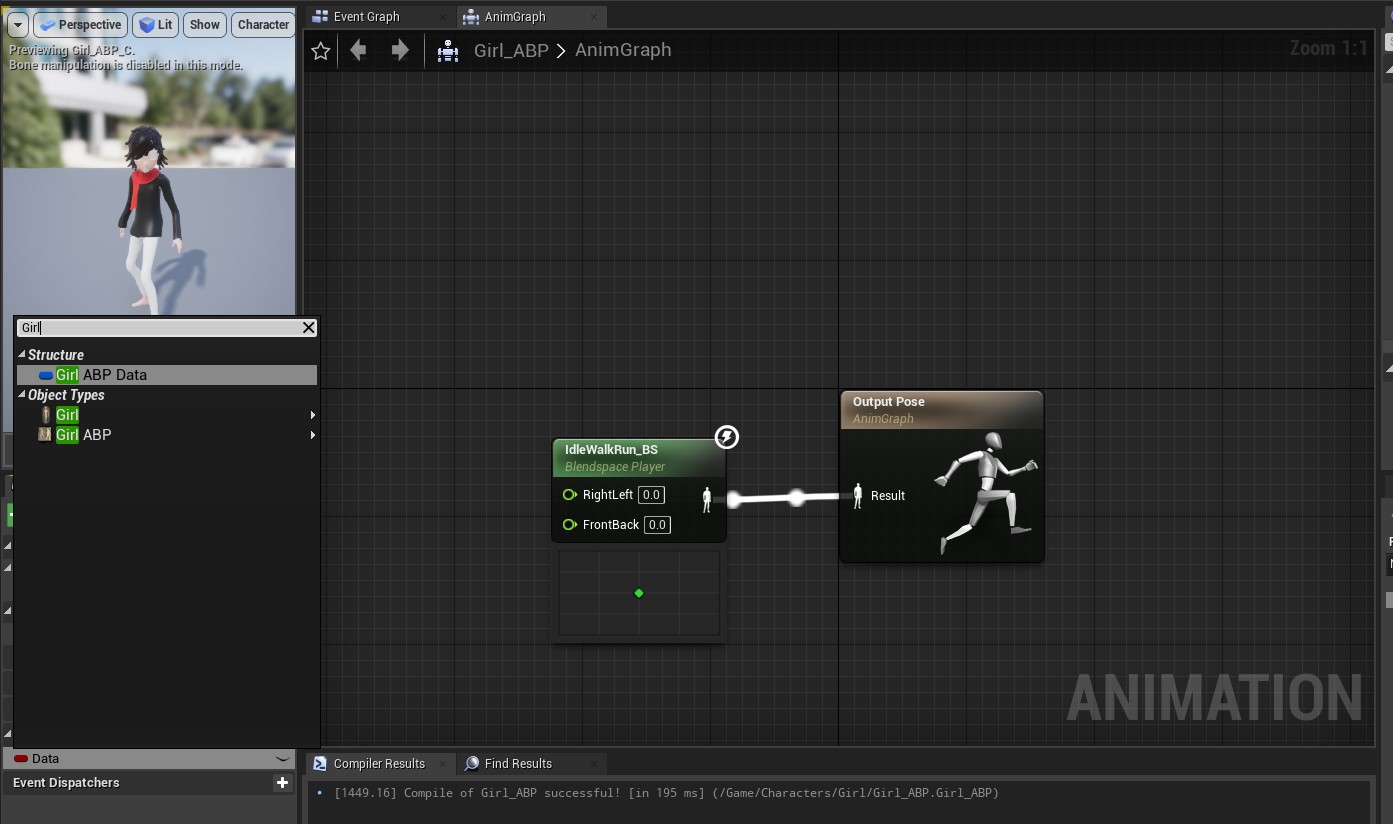 Perspective
Lit
Show
Character
Previewing Girl_ABP_C.
Bone manipulation is disabled in this mode.
Girl
Structure
Girl ABP Data
Object Types
Girl
Girl ABP
Data
Event Dispatchers
Event Graph
AnimGraph
Girl_ABP > AnimGraph
Zoom 1:1
IdleWalkRun_BS
Blendspace Player
RightLeft 0.0
FrontBack 0.0
Output Pose
AnimGraph
Result
ANIMATION
Compiler Results
Find Results
[1449.16] Compile of Girl_ABP successful! [in 195 ms] (/Game/Characters/Girl/Girl_ABP.Girl_ABP)